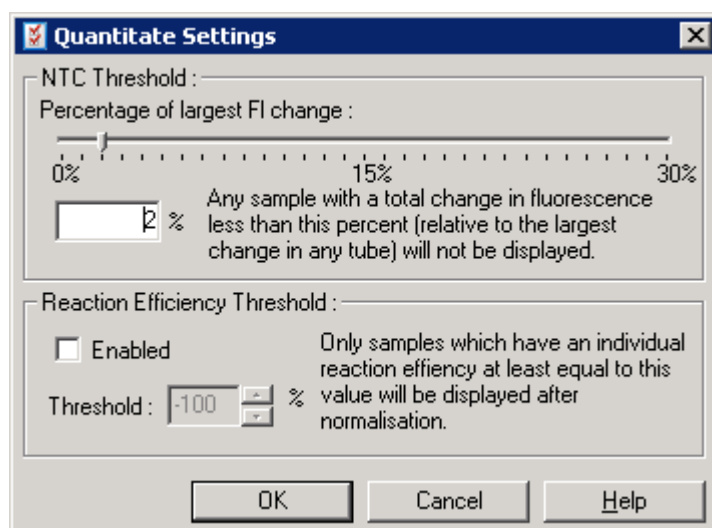 Quantitate Settings
NTC Threshold :
Percentage of largest Fl change :
0% 15% 30%
2 %
Any sample with a total change in fluorescence
less than this percent (relative to the largest
change in any tube) will not be displayed.
Reaction Efficiency Threshold :
Enabled
Threshold : -100 %
Only samples which have an individual
reaction effiency at least equal to this
value will be displayed after
normalisation.
OK Cancel Help